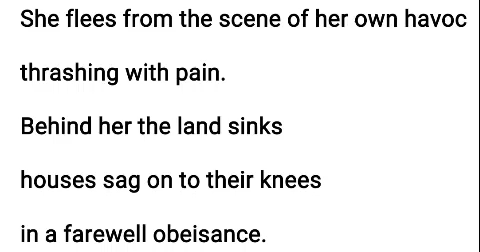 She flees from the scene of her own havoc
thrashing with pain.
Behind her the land sinks
houses sag on to their knees
in a farewell obeisance.